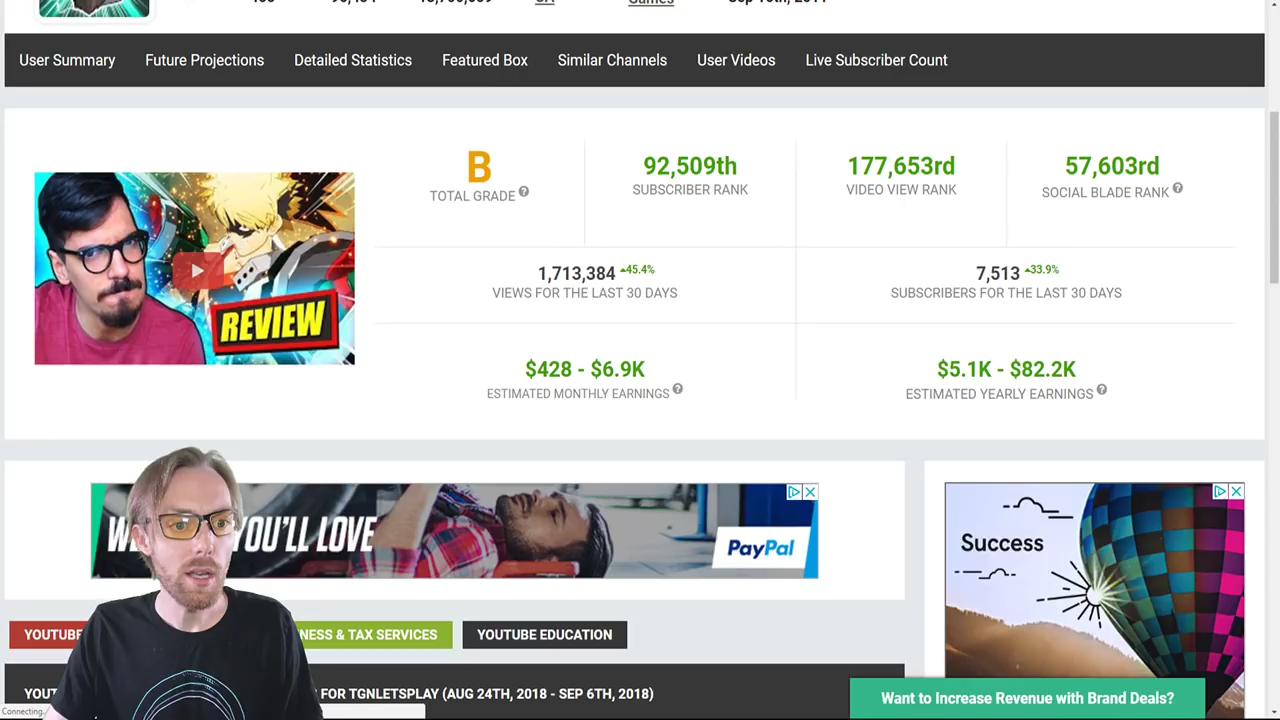 Games
User Summary Future Projections Detailed Statistics Featured Box Similar Channels User Videos Live Subscriber Count
B
TOTAL GRADE ?
92,509th
SUBSCRIBER RANK
177,653rd
VIDEO VIEW RANK
57,603rd
SOCIAL BLADE RANK ?
REVIEW
1,713,384 45.4%
VIEWS FOR THE LAST 30 DAYS
7,513 33.9%
SUBSCRIBERS FOR THE LAST 30 DAYS
$428 - $6.9K
ESTIMATED MONTHLY EARNINGS ?
$5.1K - $82.2K
ESTIMATED YEARLY EARNINGS ?
YOU'LL LOVE
PayPal
Success
& TAX SERVICES YOUTUBE EDUCATION
FOR TGNLETSPLAY (AUG 24TH, 2018 - SEP 6TH, 2018)
Want to Increase Revenue with Brand Deals?
Connecting.